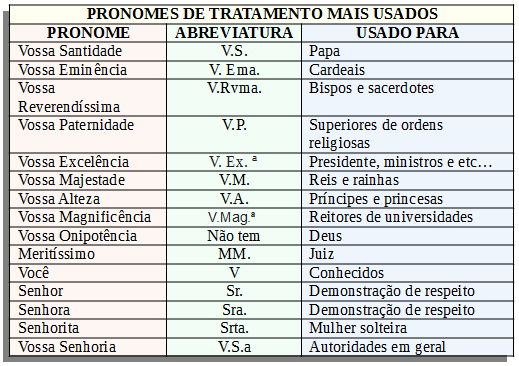 PRONOMES DE TRATAMENTO MAIS USADOS
PRONOME ABREVIATURA USADO PARA
Vossa Santidade V.S. Papa
Vossa Eminência V. Ema. Cardeais
Vossa Reverendíssima V.Rvma. Bispos e sacerdotes
Vossa Paternidade V.P. Superiores de ordens religiosas
Vossa Excelência V. Ex. ª Presidente, ministros e etc…
Vossa Majestade V.M. Reis e rainhas
Vossa Alteza V.A. Príncipes e princesas
Vossa Magnificência V.Mag.ª Reitores de universidades
Vossa Onipotência Não tem Deus
Meritíssimo MM. Juiz
Você V Conhecidos
Senhor Sr. Demonstração de respeito
Senhora Sra. Demonstração de respeito
Senhorita Srta. Mulher solteira
Vossa Senhoria V.S.a Autoridades em geral